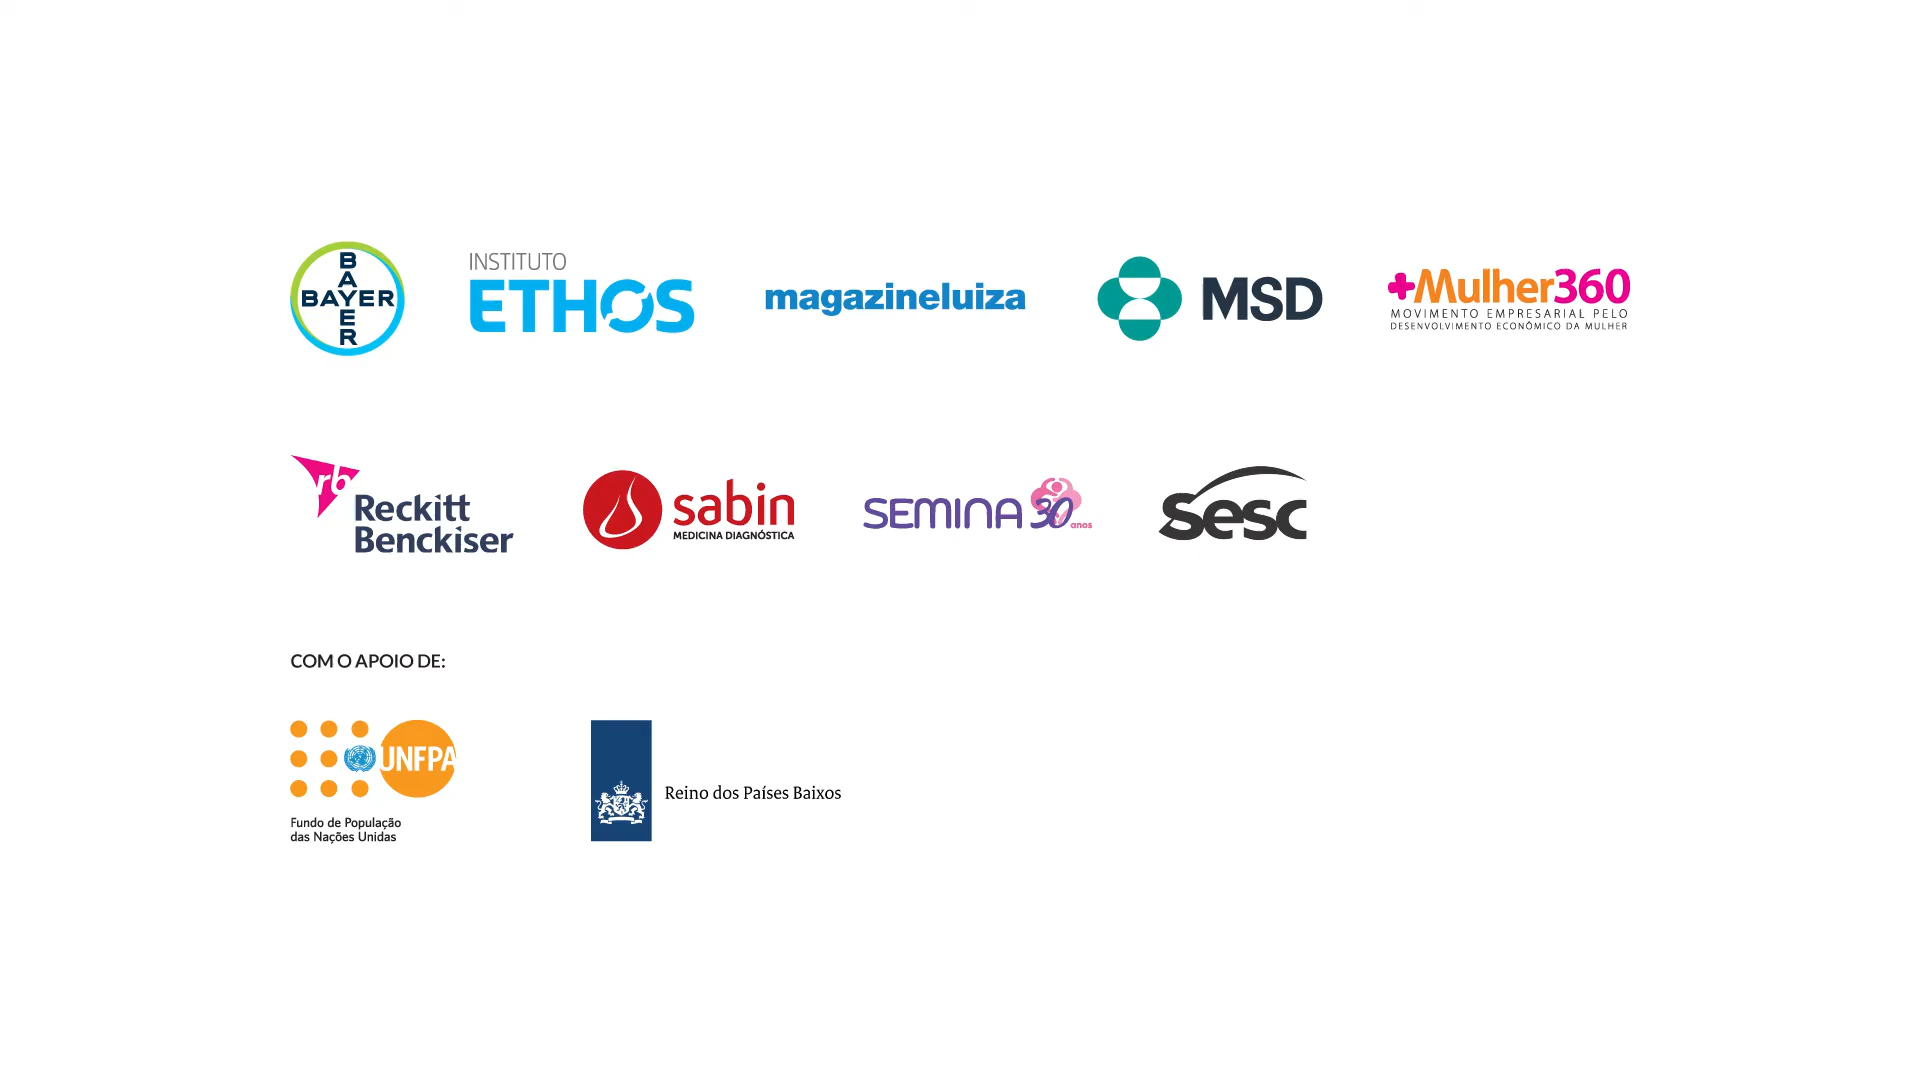 BAYER
BAYER
INSTITUTO
ETHOS
magazineluiza
MSD
+Mulher360
MOVIMENTO EMPRESARIAL PELO
DESENVOLVIMENTO ECONÔMICO DA MULHER
rb
Reckitt
Benckiser
sabin
MEDICINA DIAGNÓSTICA
SEMINA 30 anos
Sesc
COM O APOIO DE:
UNFPA
Fundo de População
das Nações Unidas
Reino dos Países Baixos